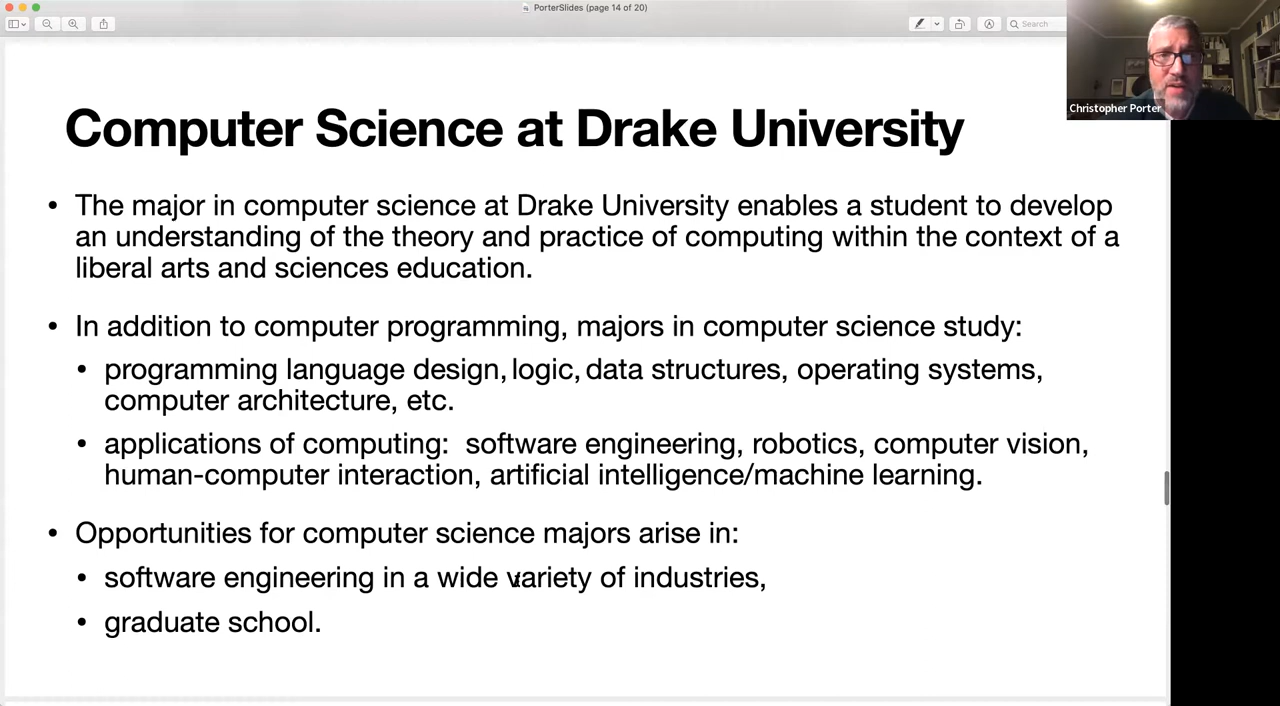 PorterSlides (page 14 of 20)
Search
Christopher Porter
Computer Science at Drake University
• The major in computer science at Drake University enables a student to develop
an understanding of the theory and practice of computing within the context of a
liberal arts and sciences education.
• In addition to computer programming, majors in computer science study:
• programming language design, logic, data structures, operating systems,
computer architecture, etc.
• applications of computing:  software engineering, robotics, computer vision,
human-computer interaction, artificial intelligence/machine learning.
• Opportunities for computer science majors arise in:
• software engineering in a wide variety of industries,
• graduate school.